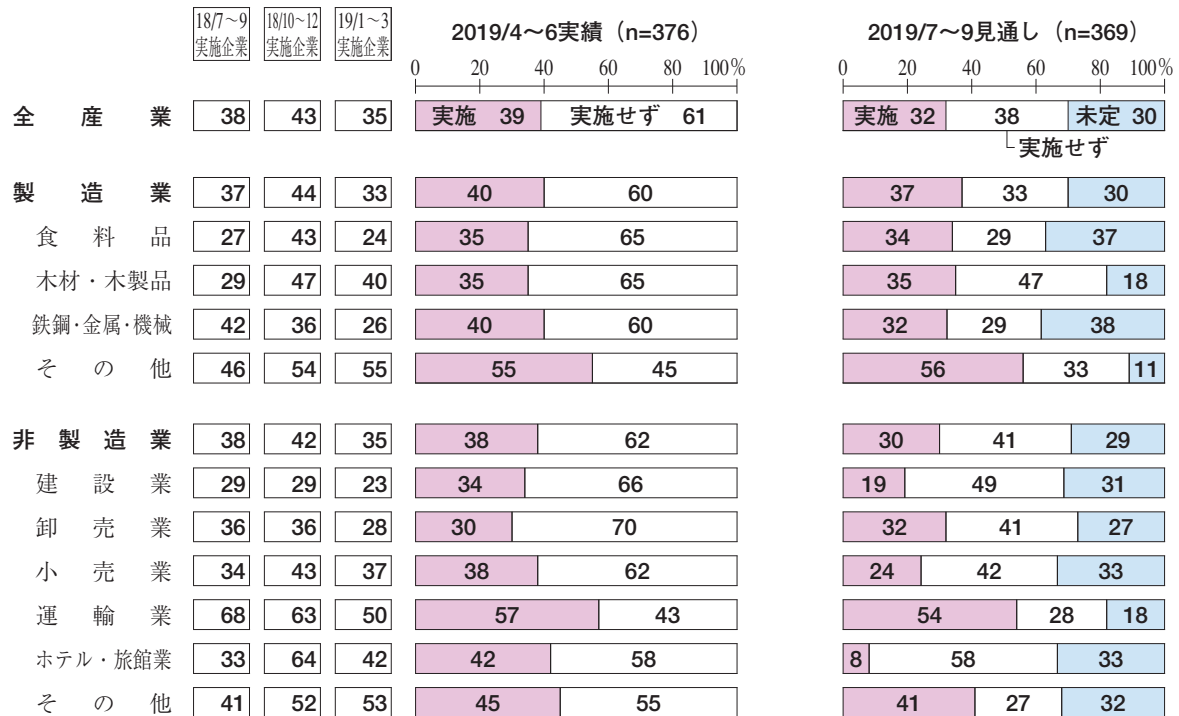 18/7～9 18/10～12 19/1～3
実施企業 実施企業 実施企業
2019/4～6実績（n=376） 2019/7～9見通し（n=369）
0 20 40 60 80 100% 0 20 40 60 80 100%
全産業 38 43 35 実施 39 実施せず 61 実施 32 38 未定 30
実施せず
製造業 37 44 33 40 60 37 33 30
食料品 27 43 24 35 65 34 29 37
木材・木製品 29 47 40 35 65 35 47 18
鉄鋼・金属・機械 42 36 26 40 60 32 29 38
その他 46 54 55 55 45 56 33 11
非製造業 38 42 35 38 62 30 41 29
建設業 29 29 23 34 66 19 49 31
卸売業 36 36 28 30 70 32 41 27
小売業 34 43 37 38 62 24 42 33
運輸業 68 63 50 57 43 54 28 18
ホテル・旅館業 33 64 42 42 58 8 58 33
その他 41 52 53 45 55 41 27 32